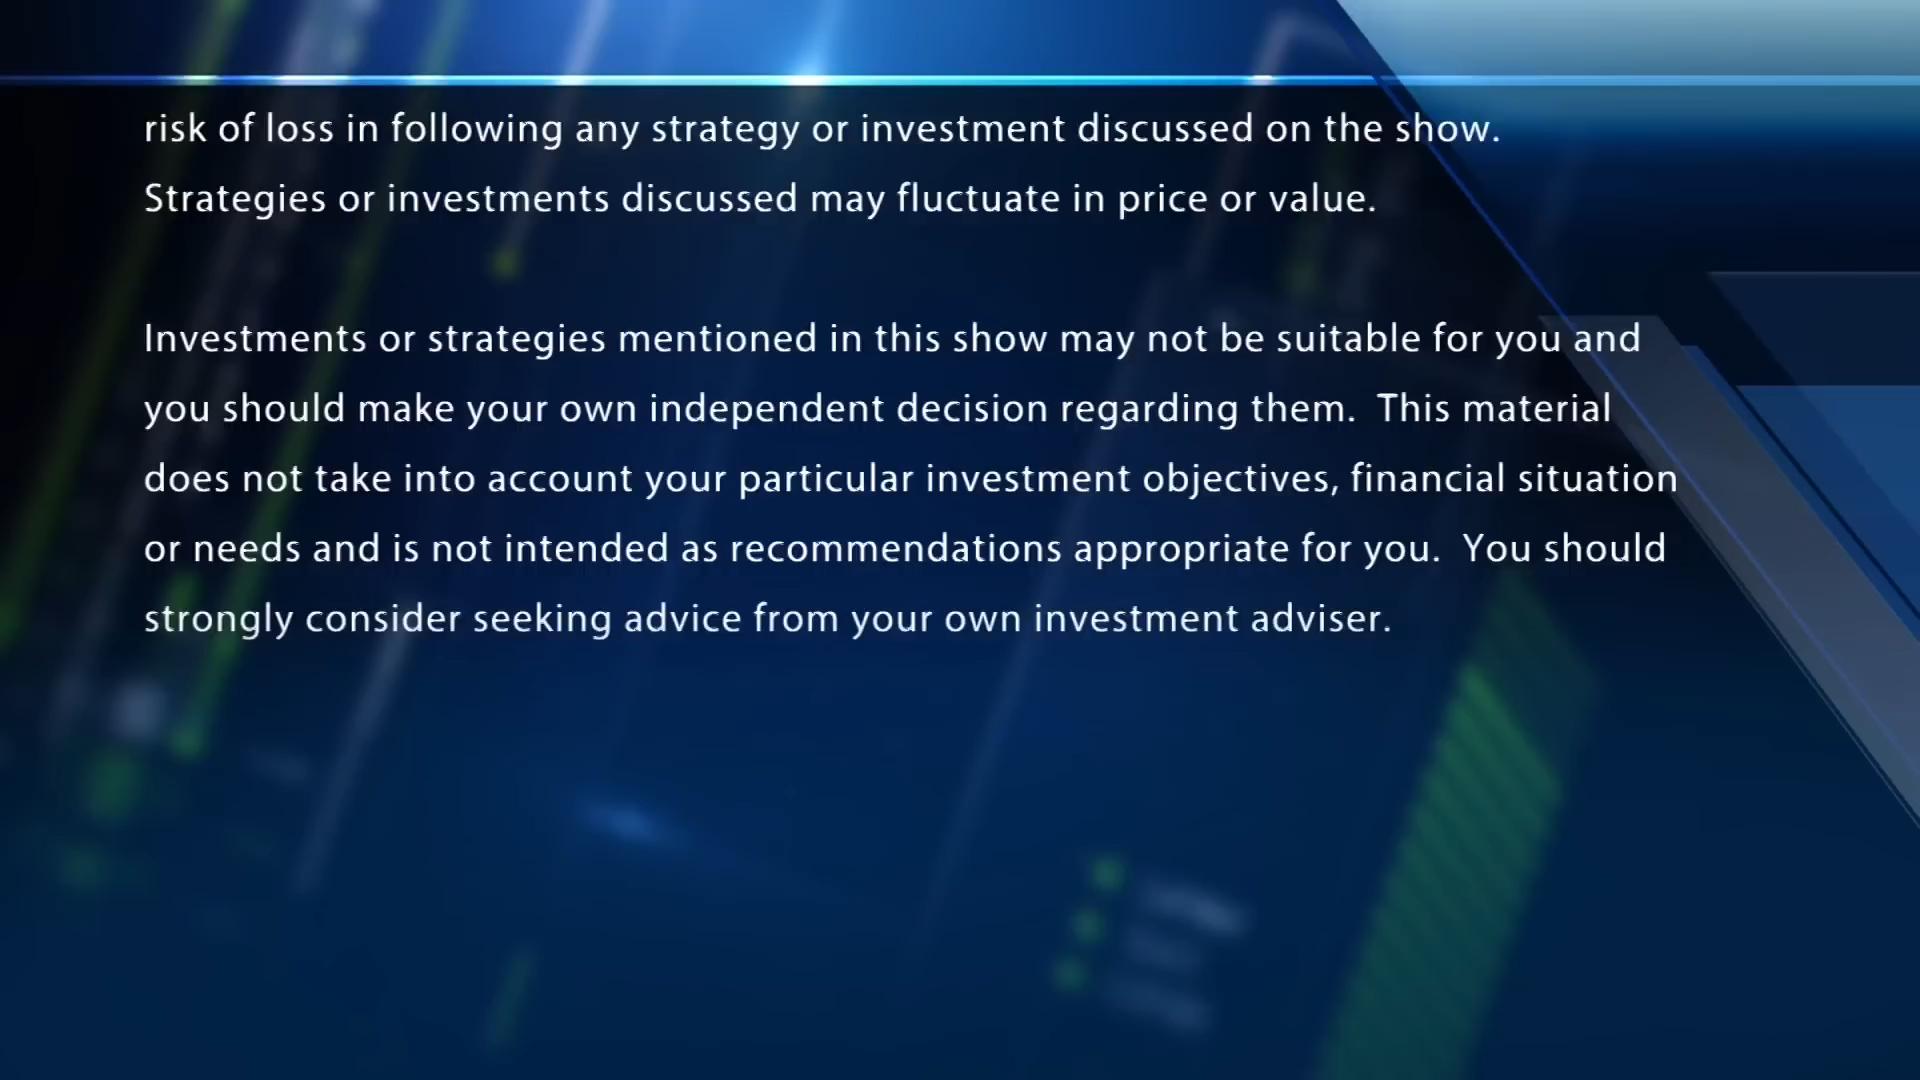 risk of loss in following any strategy or investment discussed on the show.
Strategies or investments discussed may fluctuate in price or value.
Investments or strategies mentioned in this show may not be suitable for you and
you should make your own independent decision regarding them.  This material
does not take into account your particular investment objectives, financial situation
or needs and is not intended as recommendations appropriate for you.  You should
strongly consider seeking advice from your own investment adviser.